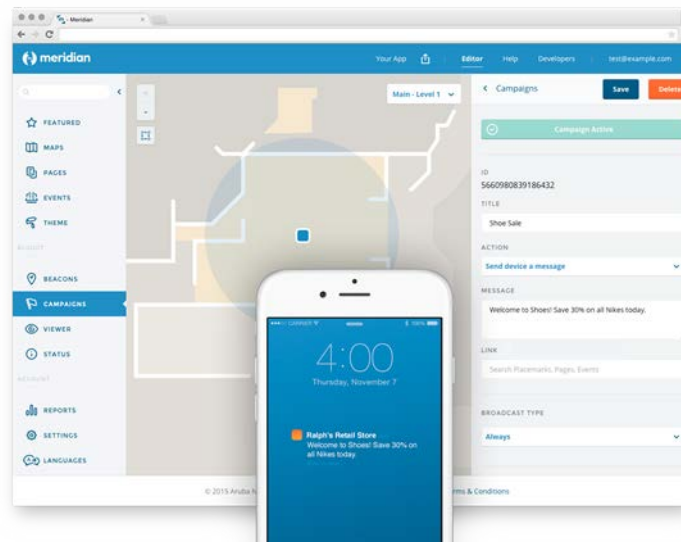 Meridian
meridian
Your App
Editor
Help
Developers
test@example.com
FEATURED
MAPS
PAGES
EVENTS
THEME
BEACONS
CAMPAIGNS
VIEWER
STATUS
ACCOUNT
REPORTS
SETTINGS
LANGUAGES
Main - Level 1
Campaigns
Save
Delete
Campaign Active
ID
5660980839186432
TITLE
Shoe Sale
ACTION
Send device a message
MESSAGE
Welcome to Shoes! Save 30% on all Nikes today.
LINK
Search Placemarks, Pages, Events
BROADCAST TYPE
Always
CARRIER
100%
4:00
Thursday, November 7
Ralph's Retail Store
Welcome to Shoes! Save 30% on
all Nikes today.
© 2015 Aruba
& Conditions